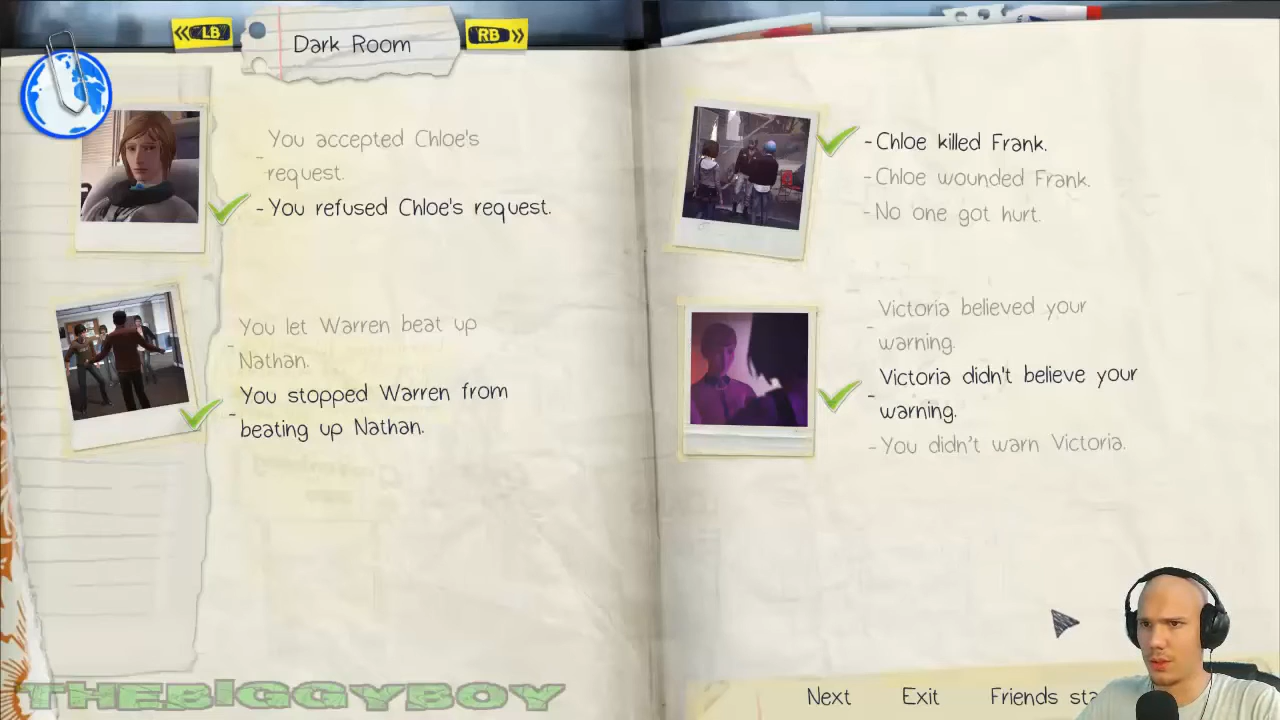 LB
Dark Room
RB
You accepted Chloe's
- request.
- You refused Chloe's request.
You let Warren beat up
- Nathan.
You stopped Warren from
- beating up Nathan.
- Chloe killed Frank.
- Chloe wounded Frank.
- No one got hurt.
Victoria believed your
- warning.
Victoria didn't believe your
- warning.
- You didn't warn Victoria.
THEBIGGYBOY
Next
Exit
Friends